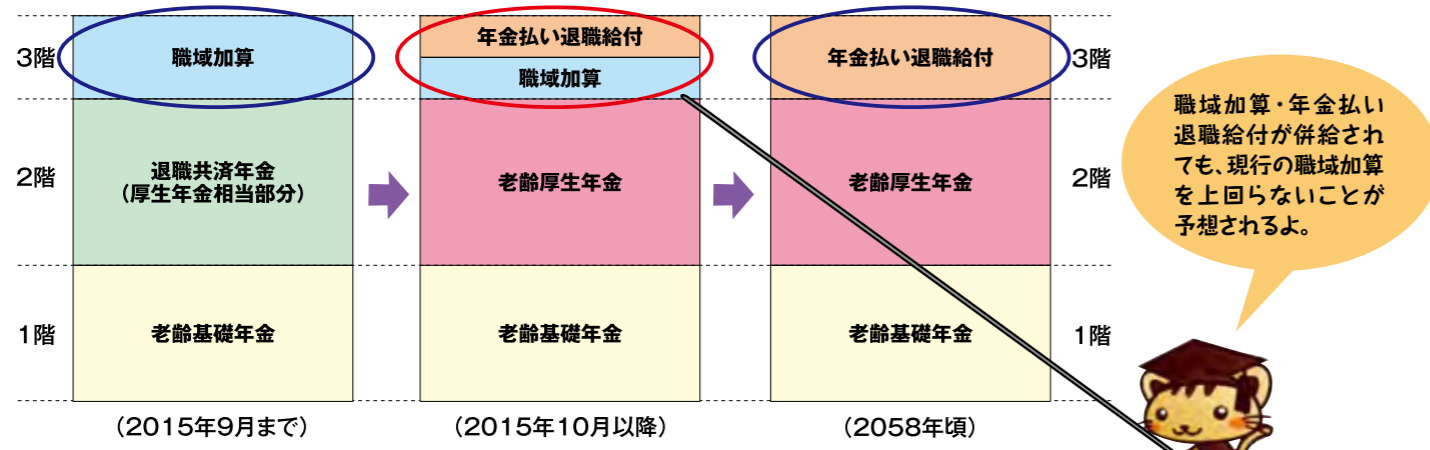 3階
職域加算
年金払い退職給付
職域加算
年金払い退職給付
3階
2階
退職共済年金
（厚生年金相当部分）
老齢厚生年金
老齢厚生年金
2階
1階
老齢基礎年金
老齢基礎年金
老齢基礎年金
1階
（2015年9月まで）
（2015年10月以降）
（2058年頃）
職域加算・年金払い
退職給付が併給され
ても、現行の職域加算
を上回らないことが
予想されるよ。